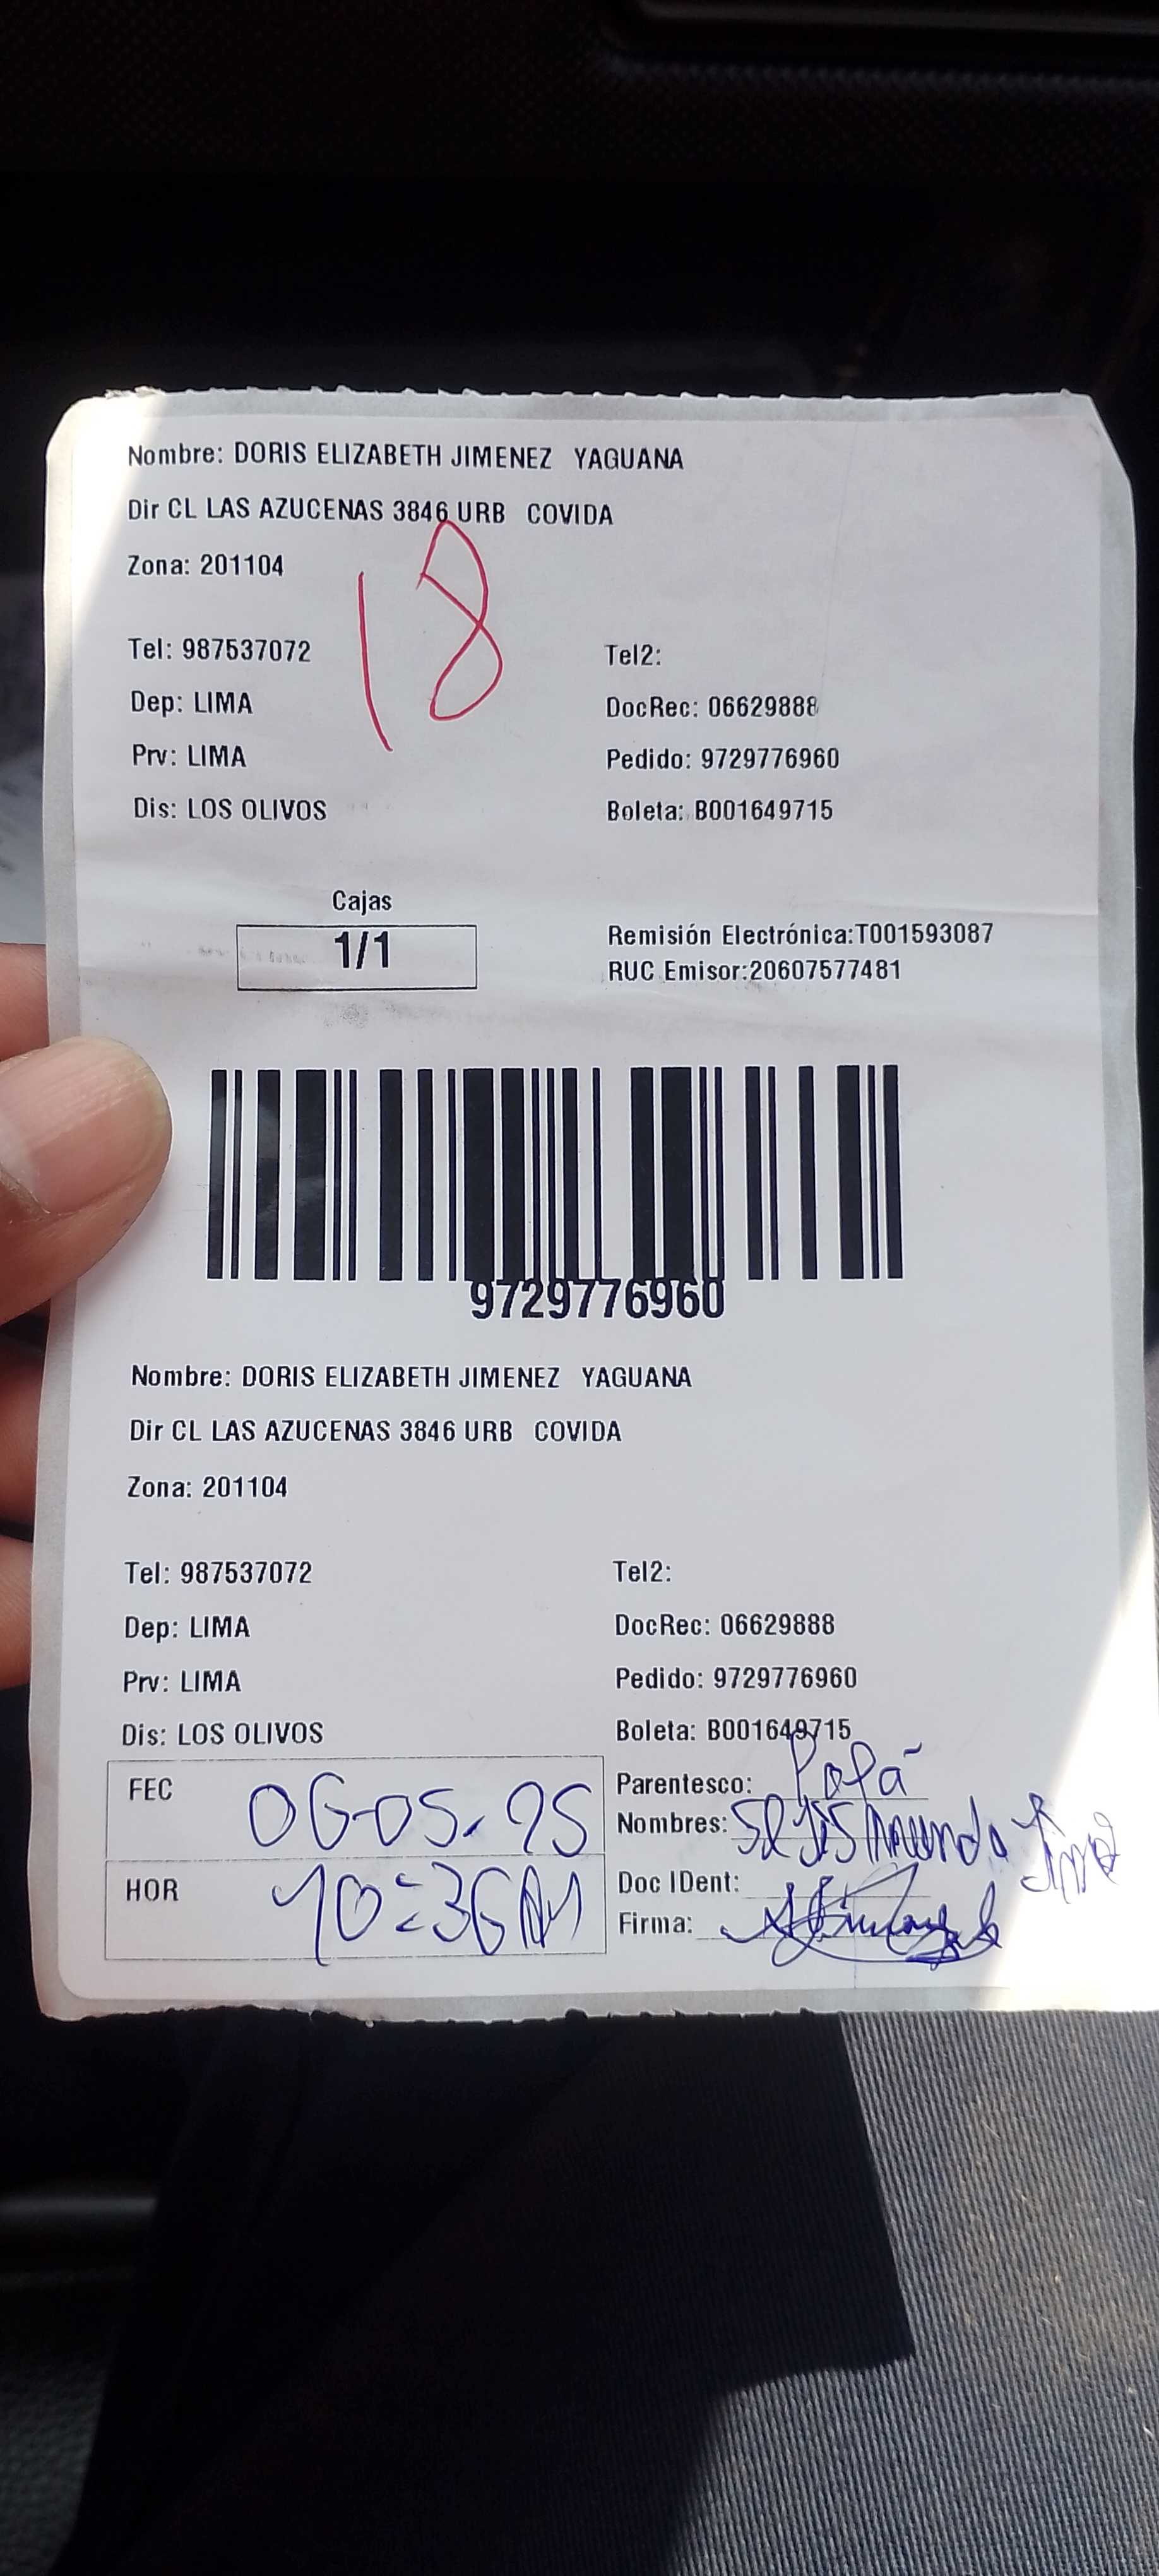 Nombre: DORIS ELIZABETH JIMENEZ YAGUANA
Dir CL LAS AZUCENAS 3846 URB COVIDA
Zona: 201104
18
Tel: 987537072 Tel2:
Dep: LIMA DocRec: 06629888
Prv: LIMA Pedido: 9729776960
Dis: LOS OLIVOS Boleta: B001649715
Cajas
1/1
Remisión Electrónica:T001593087
RUC Emisor:20607577481
9729776960
Nombre: DORIS ELIZABETH JIMENEZ YAGUANA
Dir CL LAS AZUCENAS 3846 URB COVIDA
Zona: 201104
Tel: 987537072 Tel2:
Dep: LIMA DocRec: 06629888
Prv: LIMA Pedido: 9729776960
Dis: LOS OLIVOS Boleta: B001649715
FEC 06-05-25 Parentesco: Papá
Nombres:
HOR 10:36AM Doc IDent:
Firma: